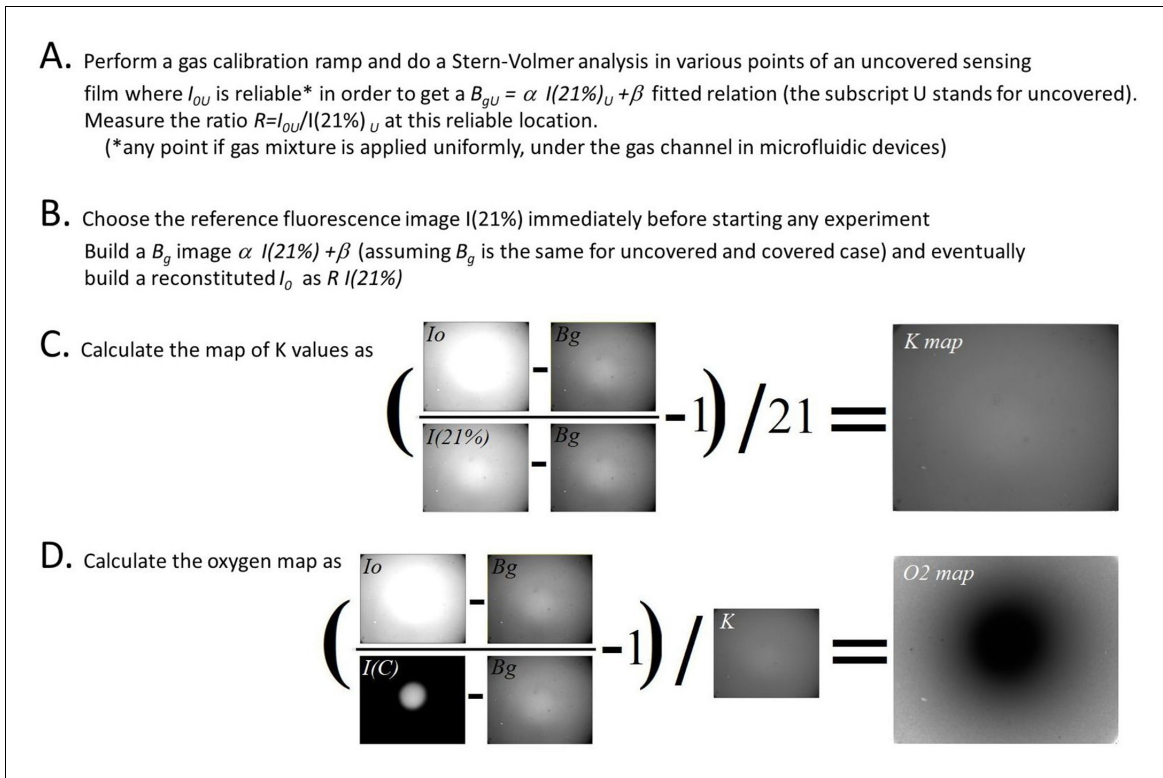 A. Perform a gas calibration ramp and do a Stern-Volmer analysis in various points of an uncovered sensing
film where I0U is reliable* in order to get a BgU = α I(21%)U +β fitted relation (the subscript U stands for uncovered).
Measure the ratio R=I0U/I(21%) U at this reliable location.
(*any point if gas mixture is applied uniformly, under the gas channel in microfluidic devices)
B. Choose the reference fluorescence image I(21%) immediately before starting any experiment
Build a Bg image α I(21%) +β (assuming Bg is the same for uncovered and covered case) and eventually
build a reconstituted I0 as R I(21%)
C. Calculate the map of K values as
( Io - Bg
I(21%) - Bg
-1) /21 =
K map
D. Calculate the oxygen map as
( Io - Bg
I(C) - Bg
-1) / K =
O2 map